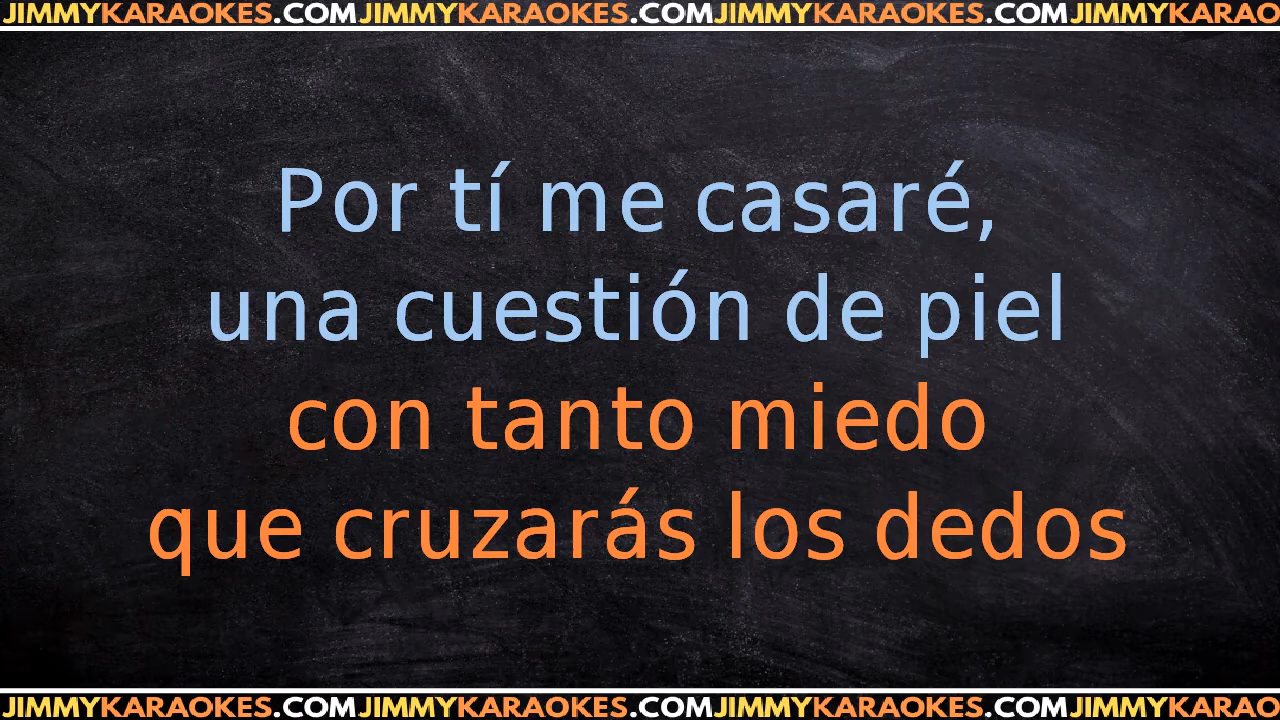 JIMMYKARAOKES.COMJIMMYKARAOKES.COMJIMMYKARAOKES.COMJIMMYKARAO
Por tí me casaré,
una cuestión de piel
con tanto miedo
que cruzarás los dedos
JIMMYKARAOKES.COMJIMMYKARAOKES.COMJIMMYKARAOKES.COMJIMMYKARAO